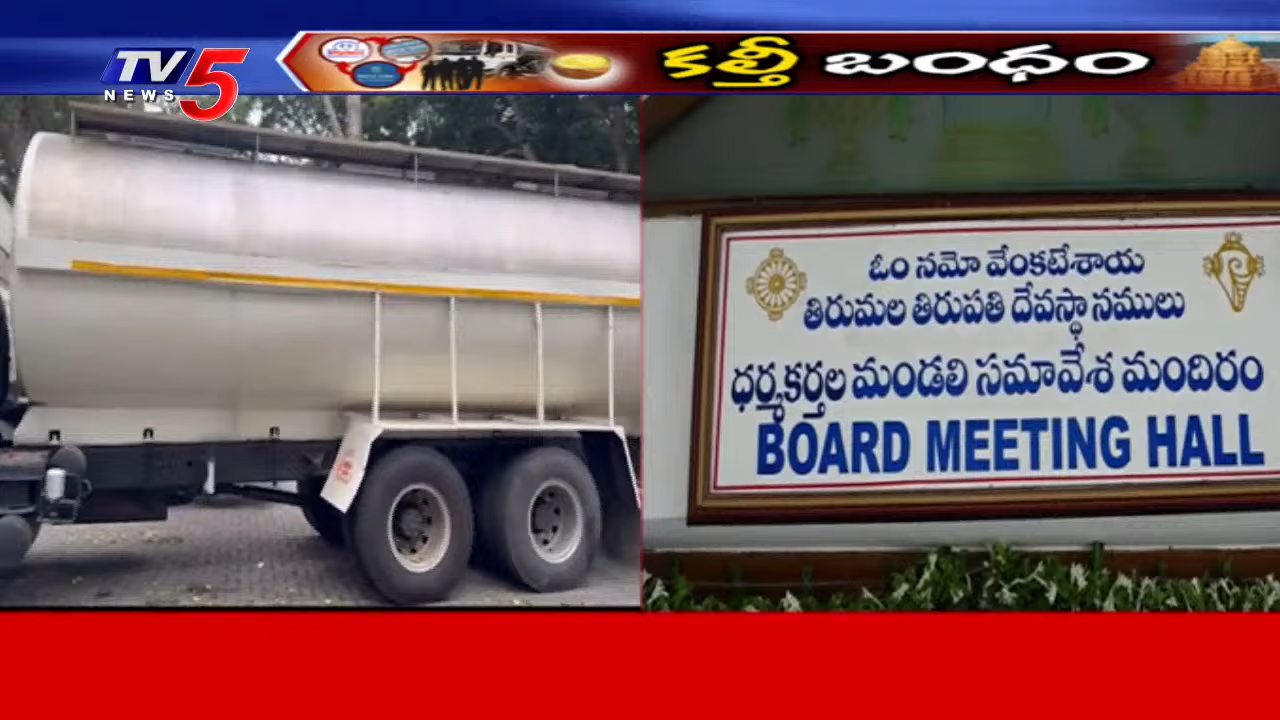 TV5
NEWS
కల్తీ బంధం
ఓం నమో వేంకటేశాయ
తిరుమల తిరుపతి దేవస్థానములు
ధర్మకర్తల మండలి సమావేశ మందిరం
BOARD MEETING HALL